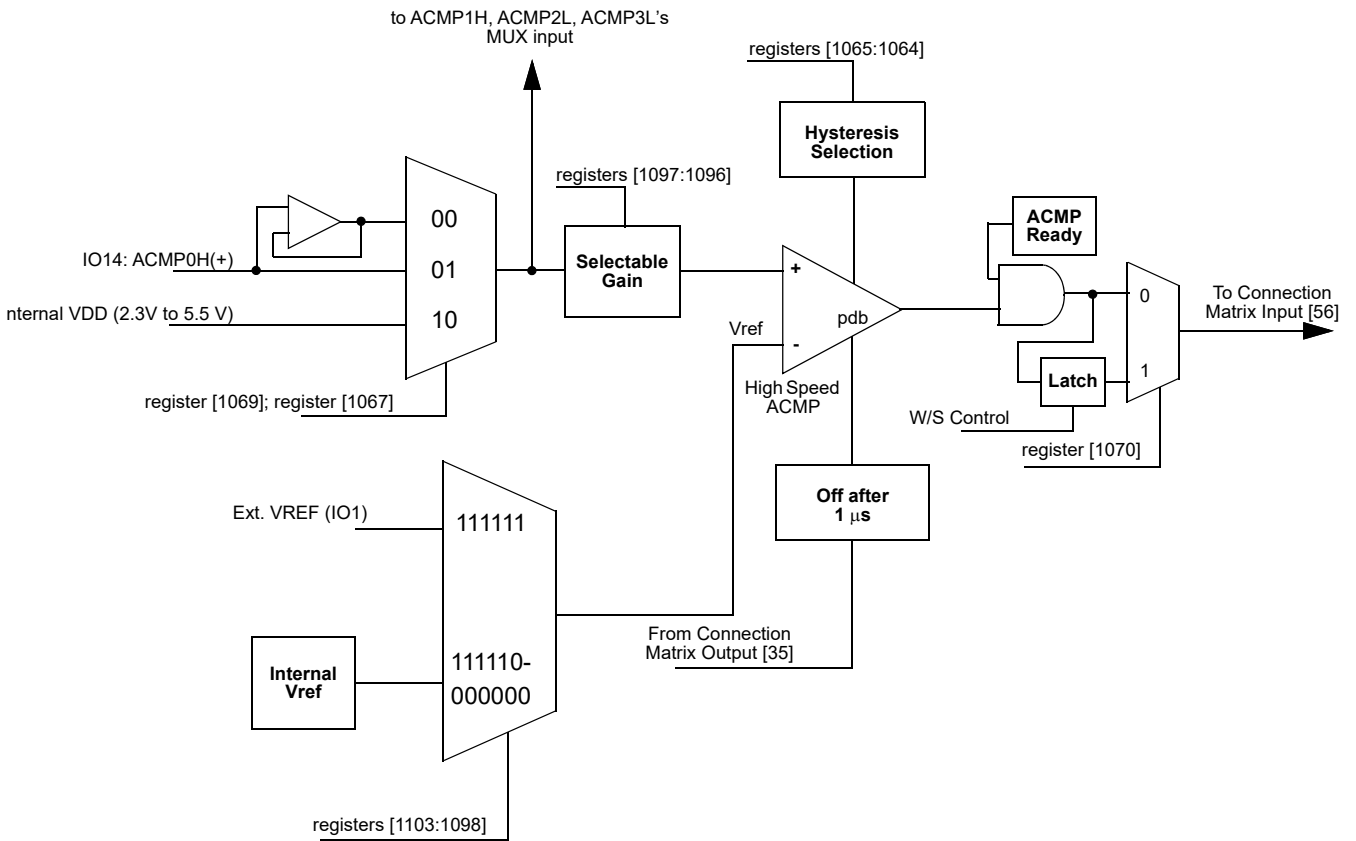 to ACMP1H, ACMP2L, ACMP3L's
MUX input
registers [1065:1064]
Hysteresis
Selection
registers [1097:1096]
ACMP
Ready
00
01
10
IO14: ACMP0H(+)
nternal VDD (2.3V to 5.5 V)
Selectable
Gain
+
-
pdb
Vref
High Speed
ACMP
0
1
To Connection
Matrix Input [56]
Latch
W/S Control
register [1070]
register [1069]; register [1067]
Off after
1 μs
Ext. VREF (IO1)
111111
From Connection
Matrix Output [35]
Internal
Vref
111110-
000000
registers [1103:1098]